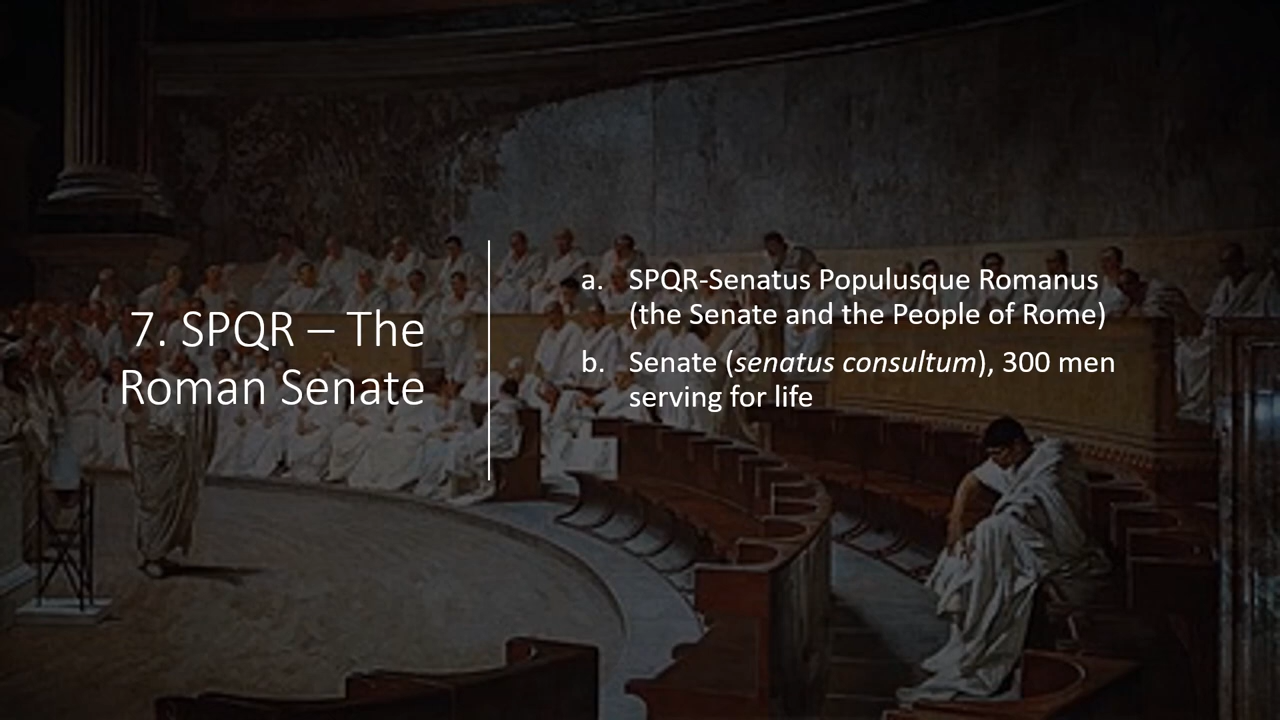 7. SPQR – The
Roman Senate
a. SPQR-Senatus Populusque Romanus
(the Senate and the People of Rome)
b. Senate (senatus consultum), 300 men
serving for life